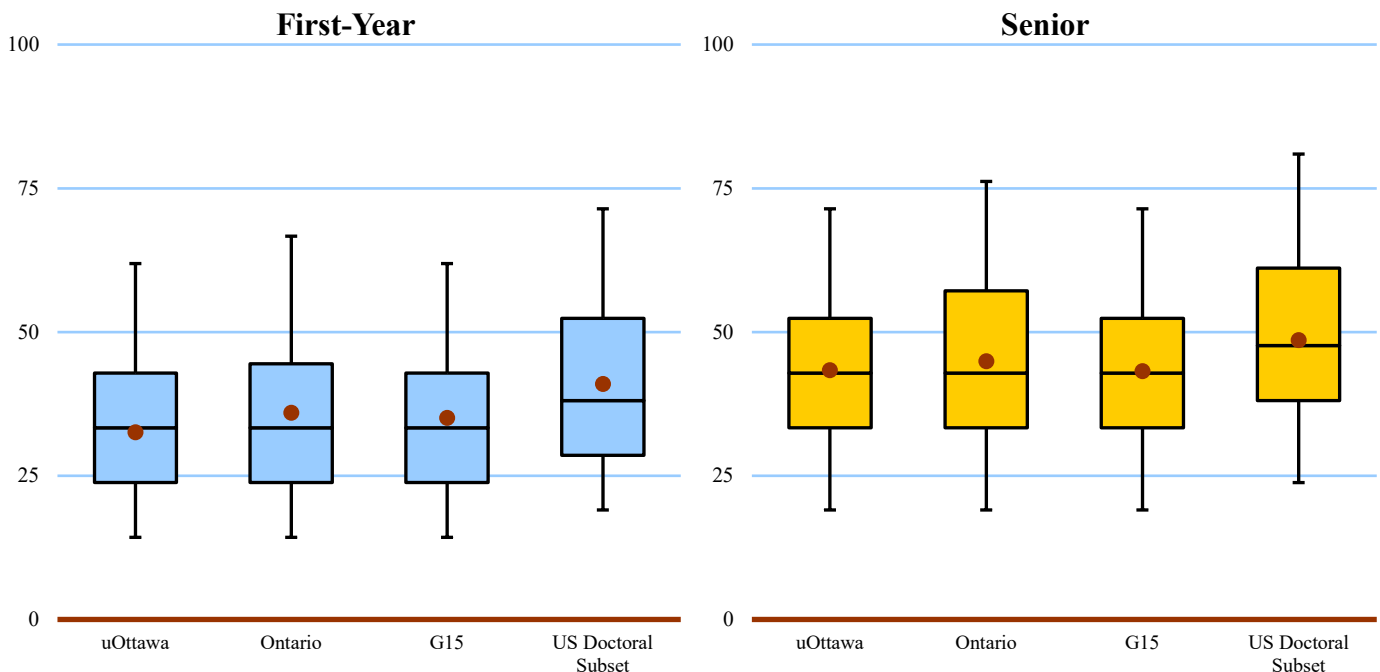 First-Year
100
75
50
25
0
uOttawa
Ontario
G15
US Doctoral
Subset
Senior
100
75
50
25
0
uOttawa
Ontario
G15
US Doctoral
Subset